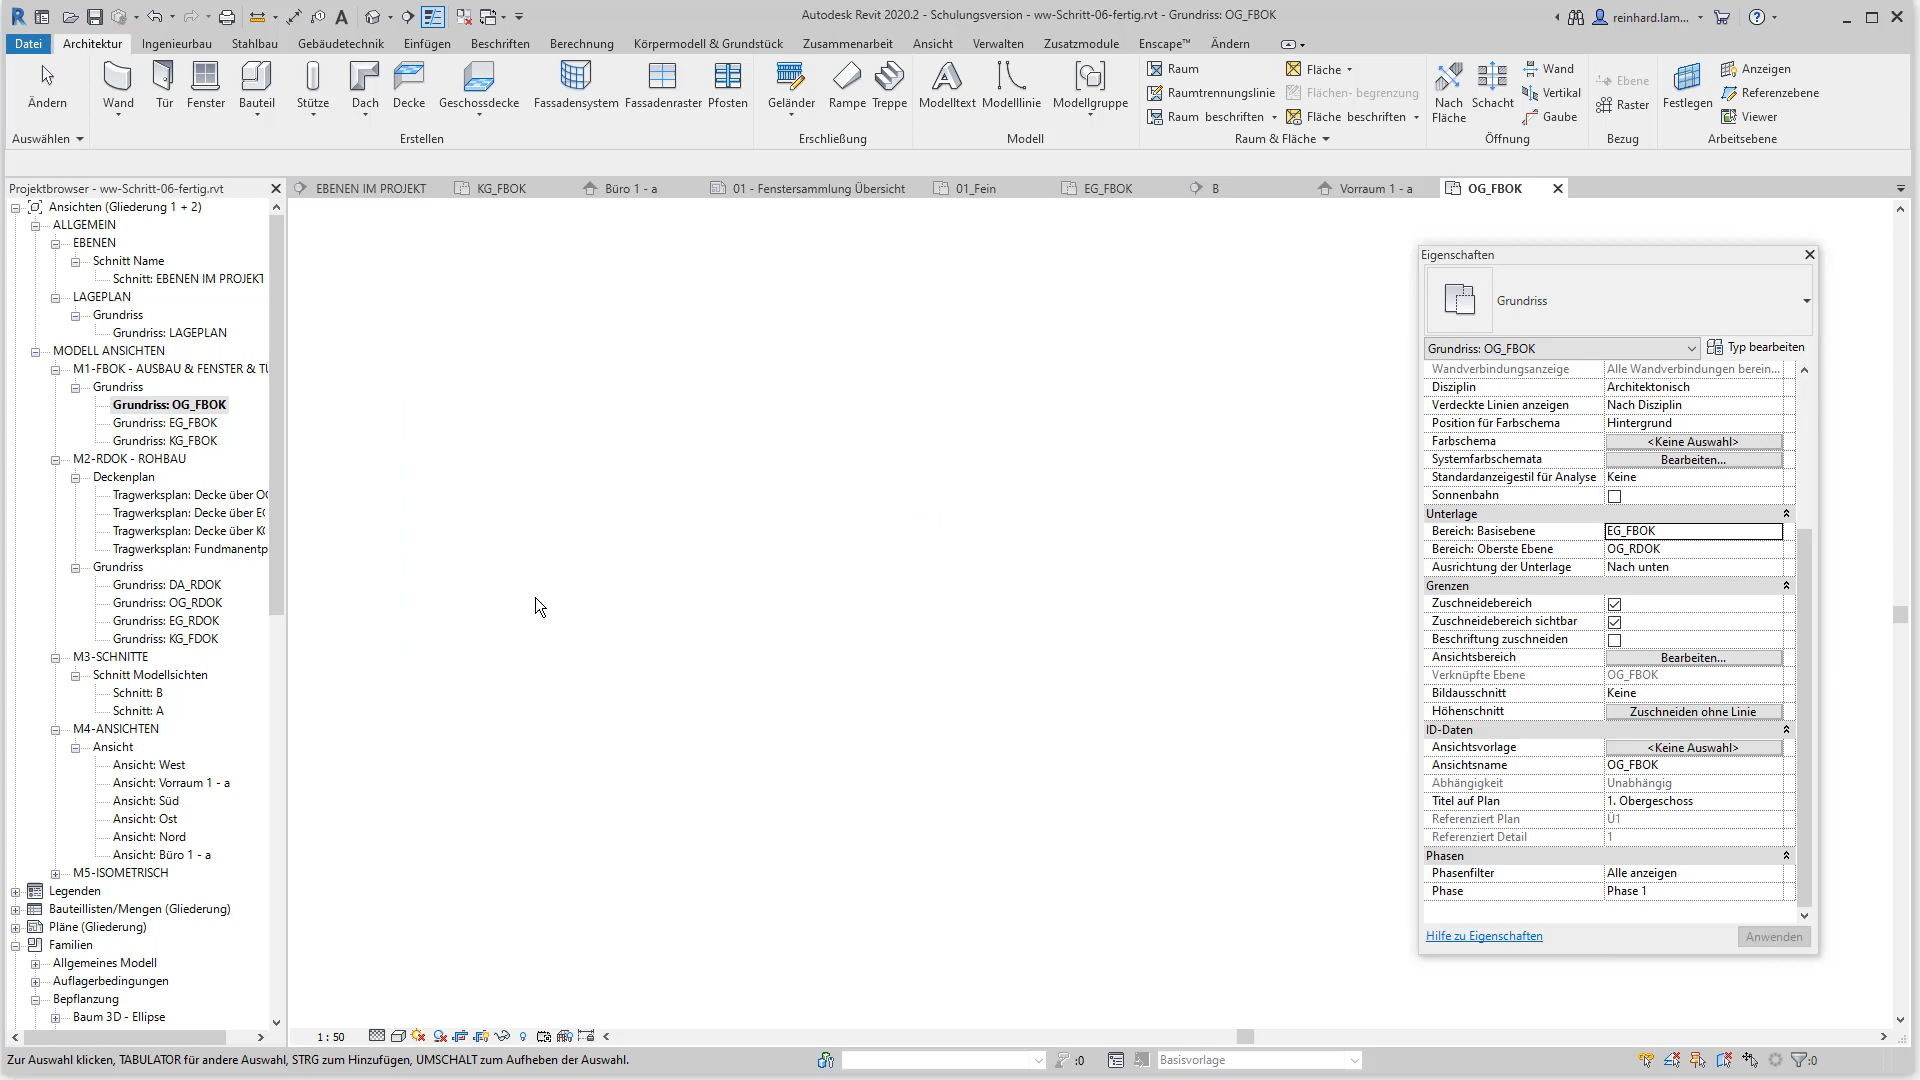 Autodesk Revit 2020.2 - Schulungsversion - ww-Schritt-06-fertig.rvt - Grundriss: OG_FBOK
reinhard.lam...
Datei Architektur Ingenieurbau Stahlbau Gebäudetechnik Einfügen Beschriften Berechnung Körpermodell & Grundstück Zusammenarbeit Ansicht Verwalten Zusatzmodule Enscape™ Ändern
Ändern Wand Tür Fenster Bauteil Stütze Dach Decke Geschossdecke Fassadensystem Fassadenraster Pfosten Geländer Rampe Treppe Modelltext Modelllinie Modellgruppe
Raum
Raumtrennungslinie
Raum beschriften
Fläche
Flächen- begrenzung
Fläche beschriften
Nach Fläche
Schacht
Wand
Vertikal
Gaube
Ebene
Raster
Festlegen
Anzeigen
Referenzebene
Viewer
Auswählen Erstellen Erschließung Modell Raum & Fläche Öffnung Bezug Arbeitsebene
Projektbrowser - ww-Schritt-06-fertig.rvt
EBENEN IM PROJEKT KG_FBOK Büro 1 - a 01 - Fenstersammlung Übersicht 01_Fein EG_FBOK B Vorraum 1 - a OG_FBOK
Ansichten (Gliederung 1 + 2)
ALLGEMEIN
EBENEN
Schnitt Name
Schnitt: EBENEN IM PROJEKT
LAGEPLAN
Grundriss
Grundriss: LAGEPLAN
MODELL ANSICHTEN
M1-FBOK - AUSBAU & FENSTER & TÜ
Grundriss
Grundriss: OG_FBOK
Grundriss: EG_FBOK
Grundriss: KG_FBOK
M2-RDOK - ROHBAU
Deckenplan
Tragwerksplan: Decke über OG
Tragwerksplan: Decke über EG
Tragwerksplan: Decke über KG
Tragwerksplan: Fundmanentp
Grundriss
Grundriss: DA_RDOK
Grundriss: OG_RDOK
Grundriss: EG_RDOK
Grundriss: KG_FDOK
M3-SCHNITTE
Schnitt Modellsichten
Schnitt: B
Schnitt: A
M4-ANSICHTEN
Ansicht
Ansicht: West
Ansicht: Vorraum 1 - a
Ansicht: Süd
Ansicht: Ost
Ansicht: Nord
Ansicht: Büro 1 - a
M5-ISOMETRISCH
Legenden
Bauteillisten/Mengen (Gliederung)
Pläne (Gliederung)
Familien
Allgemeines Modell
Auflagerbedingungen
Bepflanzung
Baum 3D - Ellipse
Eigenschaften
Grundriss
Grundriss: OG_FBOK Typ bearbeiten
Wandverbindungsanzeige Alle Wandverbindungen berein...
Disziplin Architektonisch
Verdeckte Linien anzeigen Nach Disziplin
Position für Farbschema Hintergrund
Farbschema <Keine Auswahl>
Systemfarbschemata Bearbeiten...
Standardanzeigestil für Analyse Keine
Sonnenbahn
Unterlage
Bereich: Basisebene EG_FBOK
Bereich: Oberste Ebene OG_RDOK
Ausrichtung der Unterlage Nach unten
Grenzen
Zuschneidebereich
Zuschneidebereich sichtbar
Beschriftung zuschneiden
Ansichtsbereich Bearbeiten...
Verknüpfte Ebene OG_FBOK
Bildausschnitt Keine
Höhenschnitt Zuschneiden ohne Linie
ID-Daten
Ansichtsvorlage <Keine Auswahl>
Ansichtsname OG_FBOK
Abhängigkeit Unabhängig
Titel auf Plan 1. Obergeschoss
Referenziert Plan Ü1
Referenziert Detail 1
Phasen
Phasenfilter Alle anzeigen
Phase Phase 1
Hilfe zu Eigenschaften Anwenden
1 : 50
Zur Auswahl klicken, TABULATOR für andere Auswahl, STRG zum Hinzufügen, UMSCHALT zum Aufheben der Auswahl. :0 Basisvorlage :0